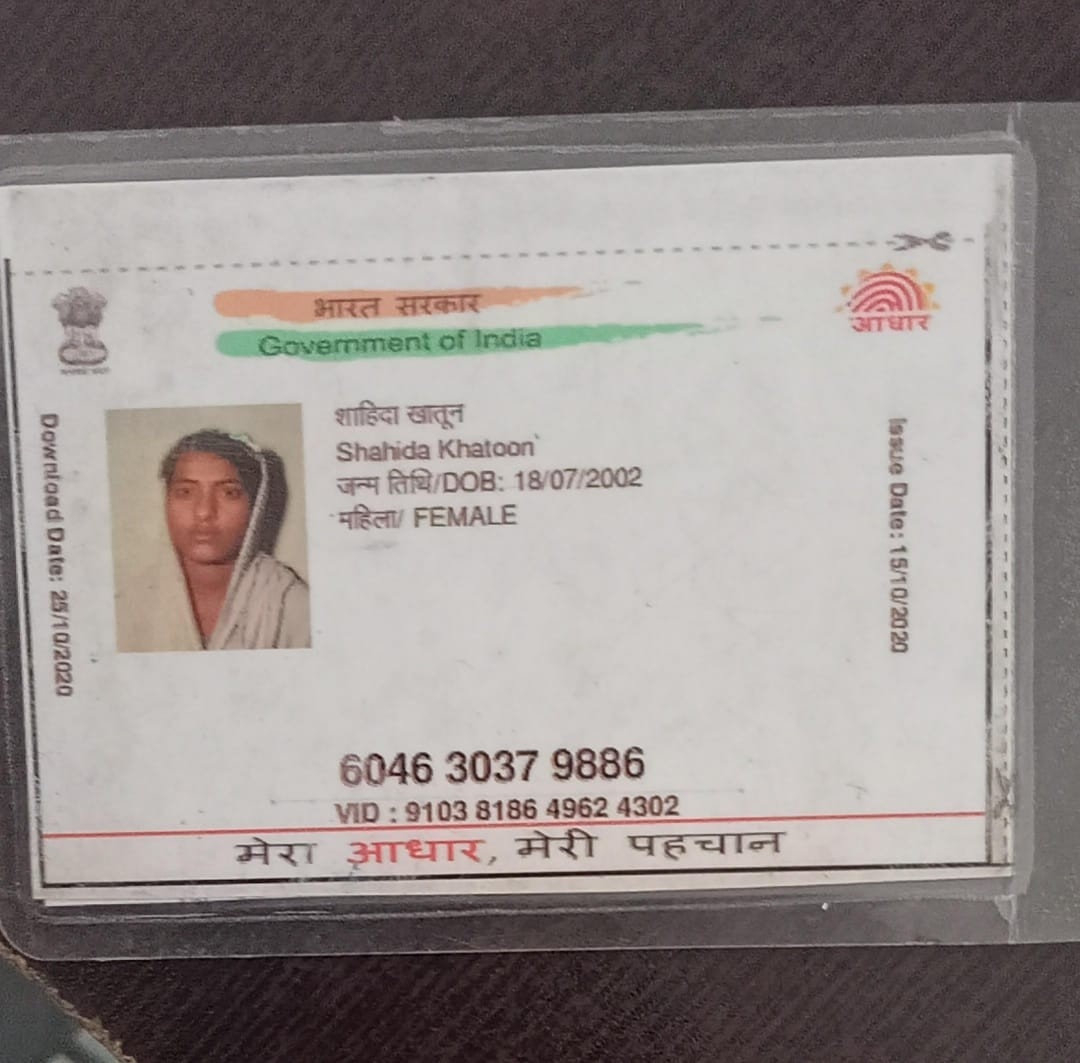 भारत सरकार
Government of India
आधार
शाहिदा खातून
Shahida Khatoon
जन्म तिथि/DOB: 18/07/2002
महिला/ FEMALE
Download Date: 25/10/2020
Issue Date: 15/10/2020
6046 3037 9886
VID : 9103 8186 4962 4302
मेरा आधार, मेरी पहचान